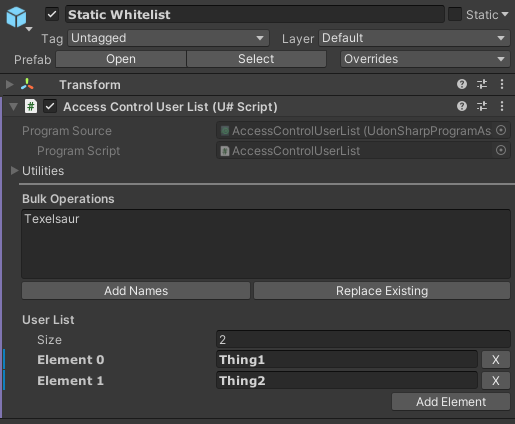 Static Whitelist Static
Tag Untagged Layer Default
Prefab Open Select Overrides
Transform
# Access Control User List (U# Script)
Program Source AccessControlUserList (UdonSharpProgramAs
Program Script AccessControlUserList
Utilities
Bulk Operations
Texelsaur
Add Names Replace Existing
User List
Size 2
Element 0 Thing1 X
Element 1 Thing2 X
Add Element